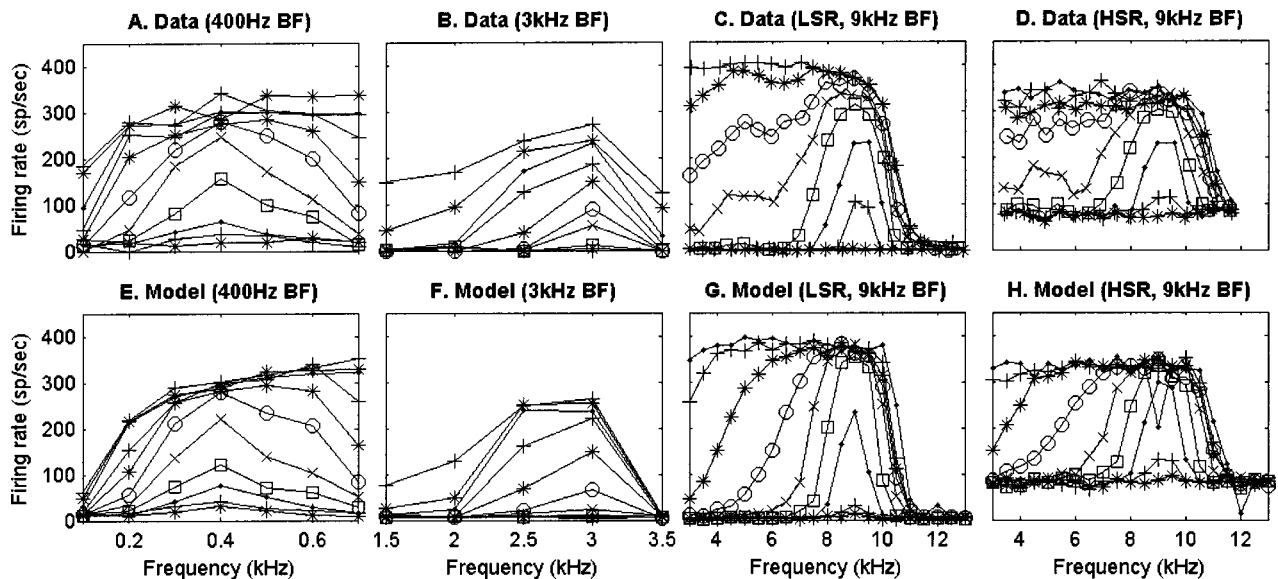 A. Data (400Hz BF)
B. Data (3kHz BF)
C. Data (LSR, 9kHz BF)
D. Data (HSR, 9kHz BF)
Firing rate (sp/sec)
400
300
200
100
0
E. Model (400Hz BF)
F. Model (3kHz BF)
G. Model (LSR, 9kHz BF)
H. Model (HSR, 9kHz BF)
Firing rate (sp/sec)
400
300
200
100
0
0.2 0.4 0.6
1.5 2 2.5 3 3.5
4 6 8 10 12
4 6 8 10 12
Frequency (kHz)
Frequency (kHz)
Frequency (kHz)
Frequency (kHz)